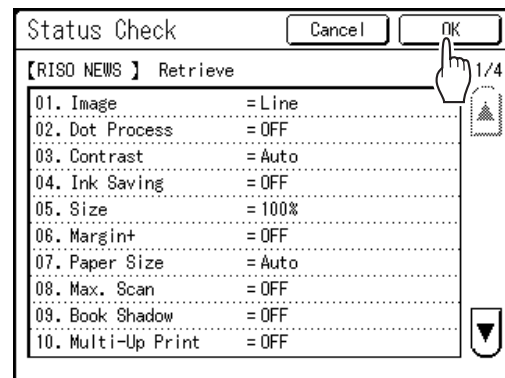 Status Check Cancel OK
【RISO NEWS 】 Retrieve 1/4
01. Image =Line
02. Dot Process =OFF
03. Contrast =Auto
04. Ink Saving =OFF
05. Size =100%
06. Margin+ =OFF
07. Paper Size =Auto
08. Max. Scan =OFF
09. Book Shadow =OFF
10. Multi-Up Print =OFF